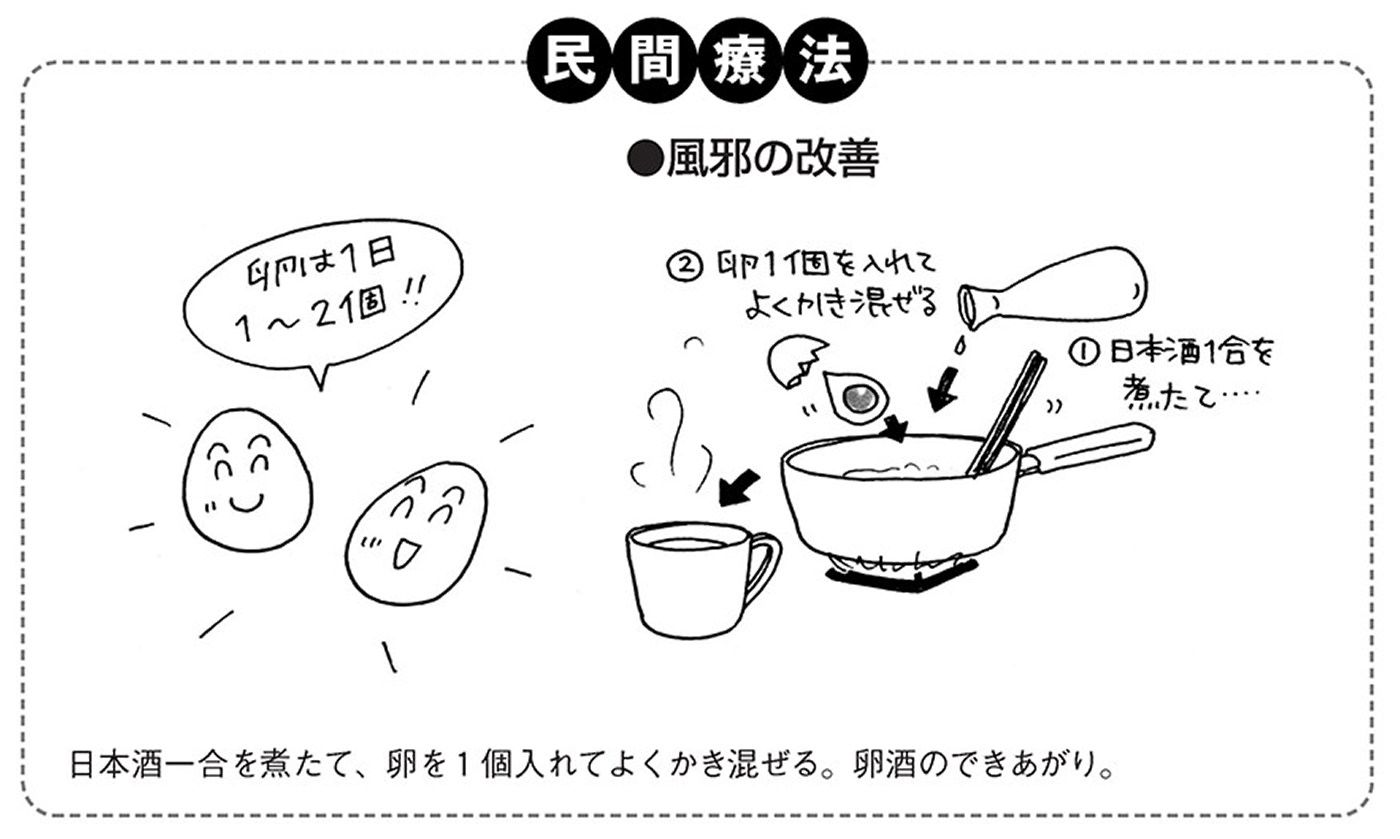 民間療法
●風邪の改善
卵は1日
1～2個!!
② 卵1個を入れて
よくかき混ぜる
① 日本酒1合を
煮たて‥‥
日本酒一合を煮たて、卵を1個入れてよくかき混ぜる。卵酒のできあがり。